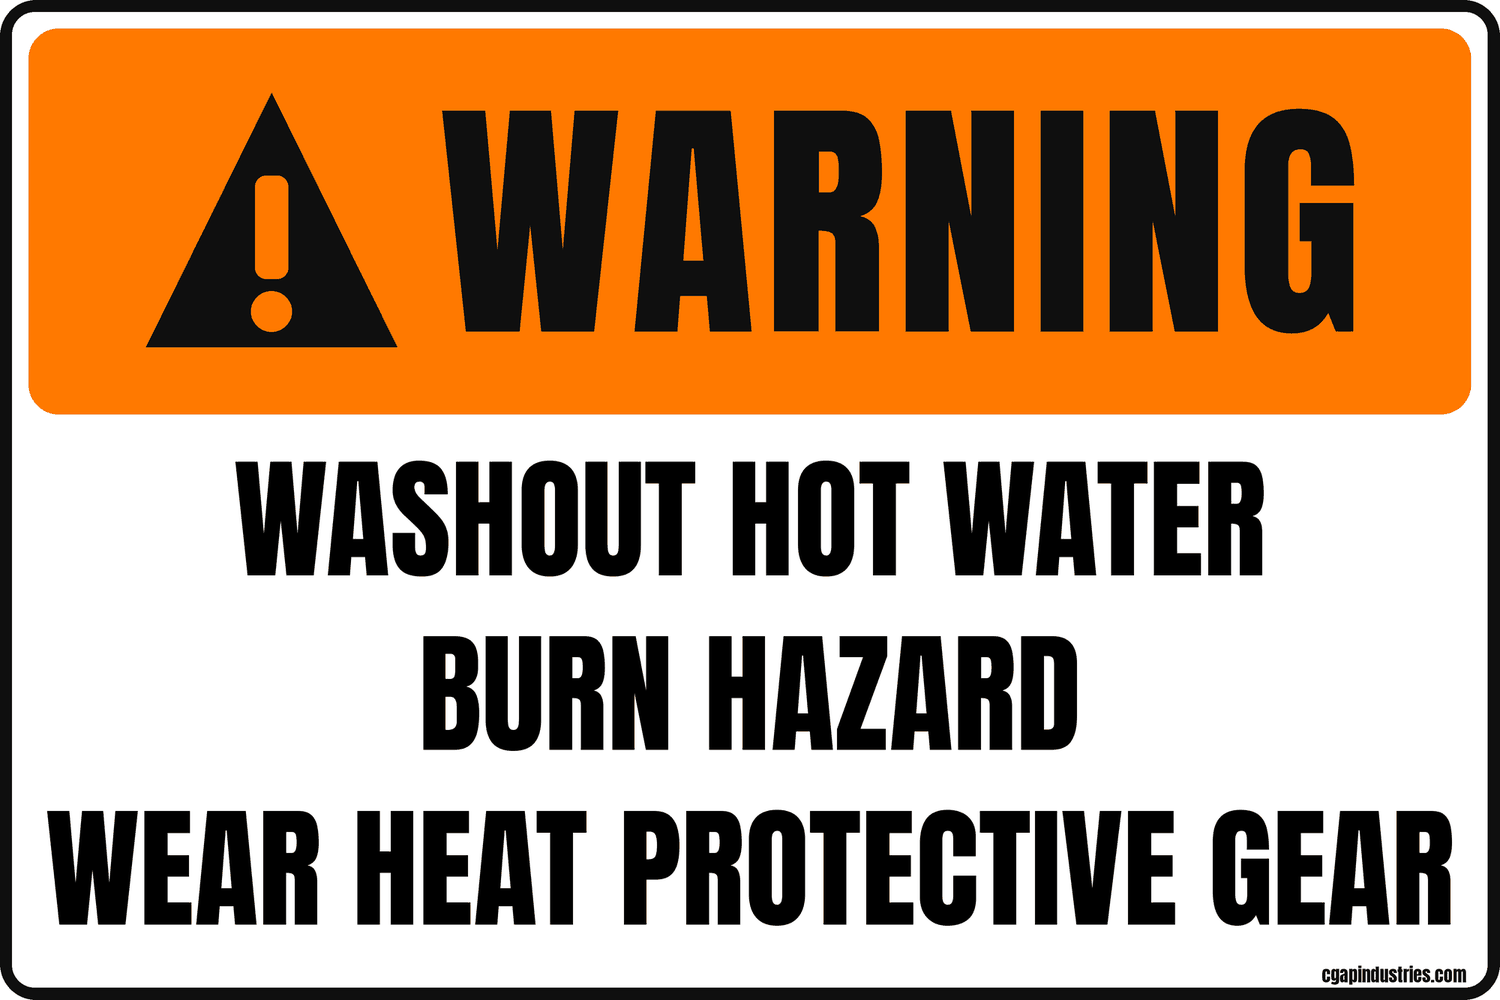 WARNING
WASHOUT HOT WATER
BURN HAZARD
WEAR HEAT PROTECTIVE GEAR
cgapindustries.com